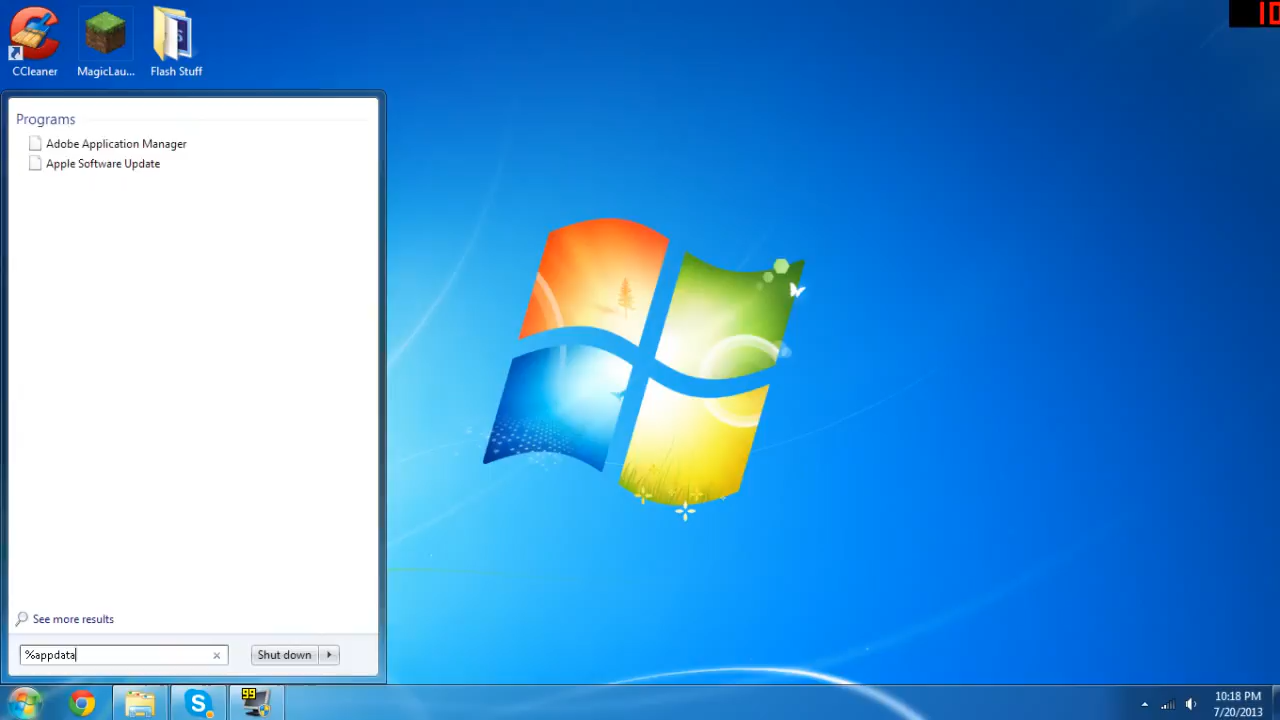 CCleaner
MagicLau...
Flash Stuff
Programs
Adobe Application Manager
Apple Software Update
See more results
%appdata
Shut down
99
10:18 PM
7/20/2013